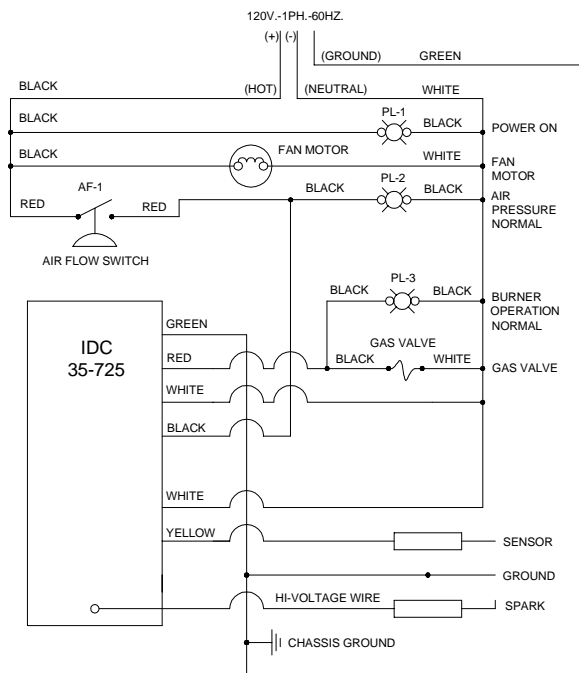 120V.-1PH.-60HZ.
(+) (-)
(GROUND) GREEN
BLACK (HOT) (NEUTRAL) WHITE
PL-1
BLACK BLACK POWER ON
BLACK FAN MOTOR WHITE FAN
MOTOR
PL-2
AF-1
RED RED BLACK BLACK AIR
PRESSURE
NORMAL
AIR FLOW SWITCH
PL-3
BLACK BLACK BURNER
OPERATION
NORMAL
GREEN
IDC
35-725
GAS VALVE
RED BLACK WHITE GAS VALVE
WHITE
BLACK
WHITE
YELLOW SENSOR
GROUND
HI-VOLTAGE WIRE SPARK
CHASSIS GROUND